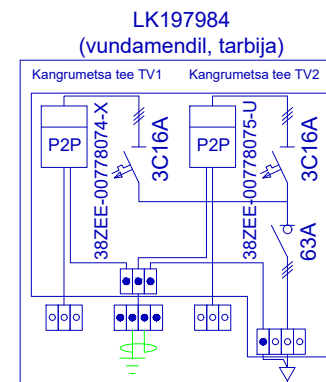 LK197984
(vundamendil, tarbija)
Kangrumetsa tee TV1
Kangrumetsa tee TV2
P2P
38ZEE-00778074-X
3C16A
P2P
38ZEE-00778075-U
3C16A
63A